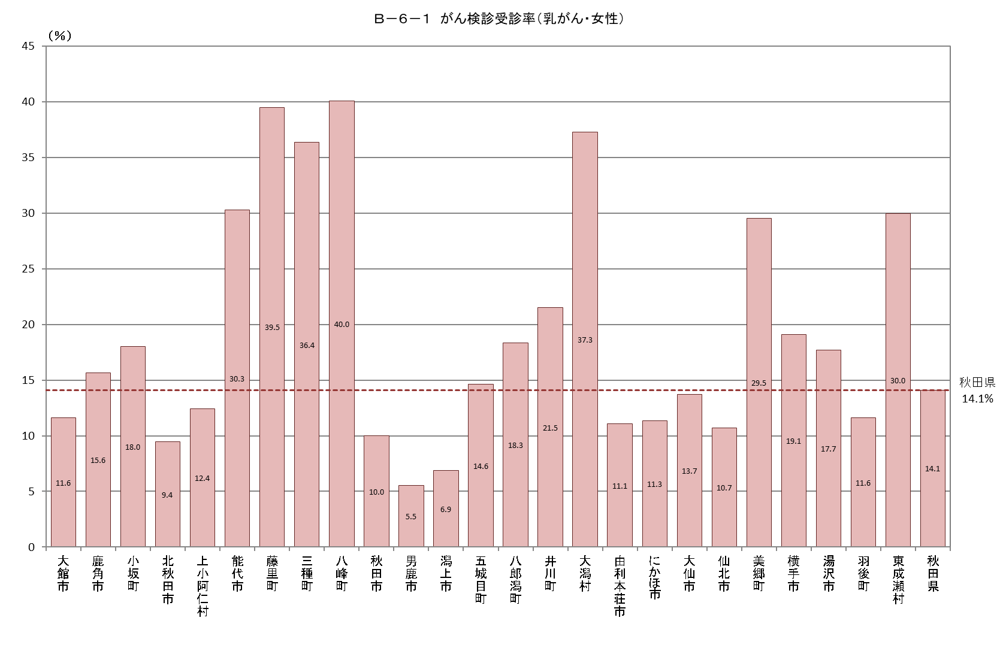 Ｂ－６－１　がん検診受診率（乳がん・女性）
（％）
45
40
35
30
25
20
15
10
5
0
11.6
15.6
18.0
9.4
12.4
30.3
39.5
36.4
40.0
10.0
5.5
6.9
14.6
18.3
21.5
37.3
11.1
11.3
13.7
10.7
29.5
19.1
17.7
11.6
30.0
14.1
秋田県
14.1%
大館市
鹿角市
小坂町
北秋田市
上小阿仁村
能代市
藤里町
三種町
八峰町
秋田市
男鹿市
潟上市
五城目町
八郎潟町
井川町
大潟村
由利本荘市
にかほ市
大仙市
仙北市
美郷町
横手市
湯沢市
羽後町
東成瀬村
秋田県